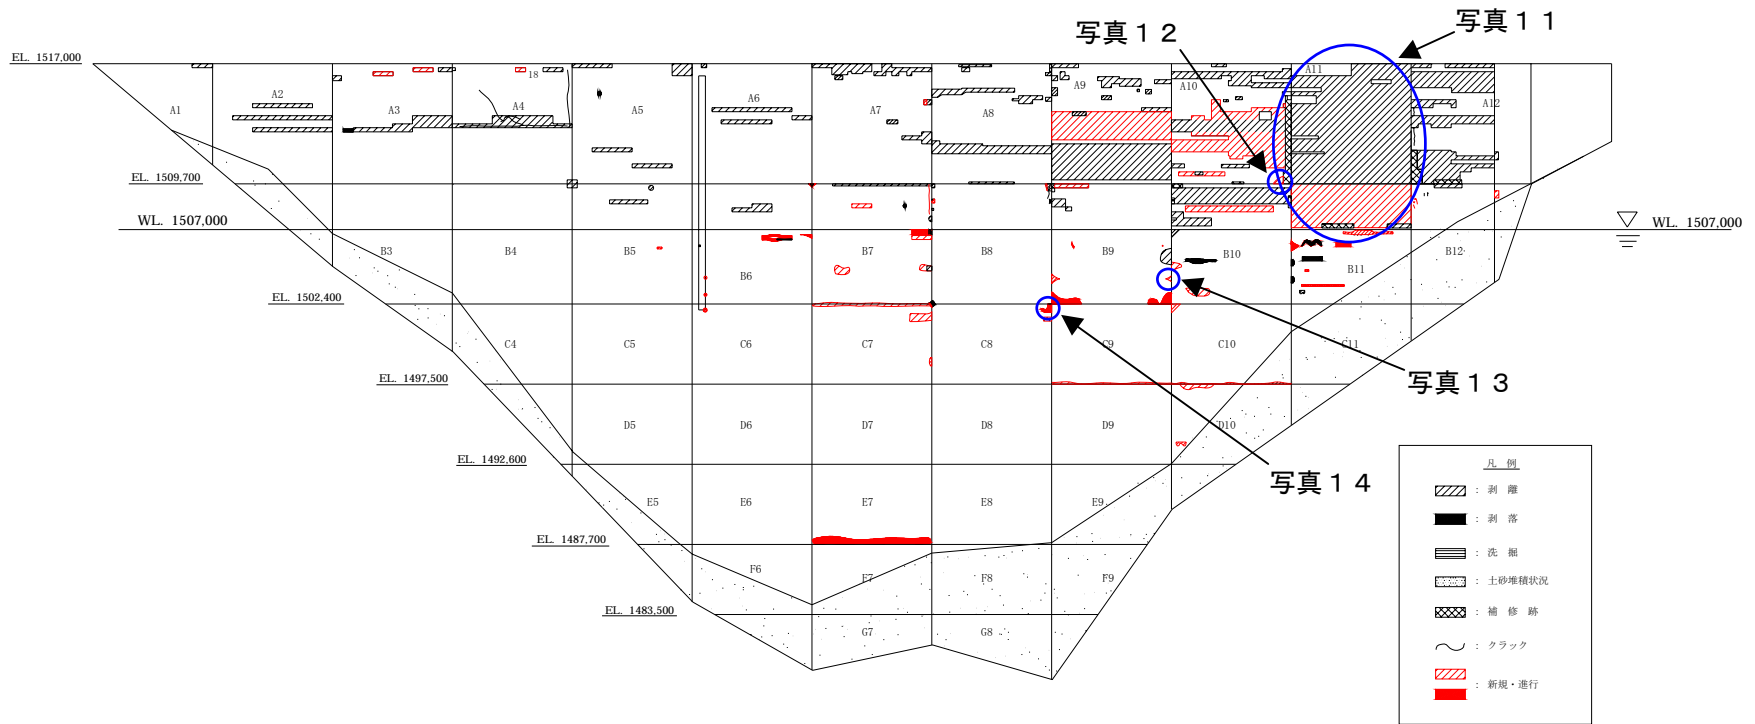 写真１１
写真１２
EL. 1517,000
A1
A2
A3
18
A4
A5
A6
A7
A8
A9
A10
A11
A12
EL. 1509,700
WL. 1507,000
WL. 1507,000
B3
B4
B5
B6
B7
B8
B9
B10
B11
B12
EL. 1502,400
C4
C5
C6
C7
C8
C9
C10
C11
写真１３
EL. 1497,500
D5
D6
D7
D8
D9
D10
EL. 1492,600
写真１４
E5
E6
E7
E8
E9
EL. 1487,700
F6
F7
F8
F9
EL. 1483,500
G7
G8
凡 例
： 剥 離
： 剥 落
： 洗 掘
： 土砂堆積状況
： 補 修 跡
： クラック
： 新規・進行